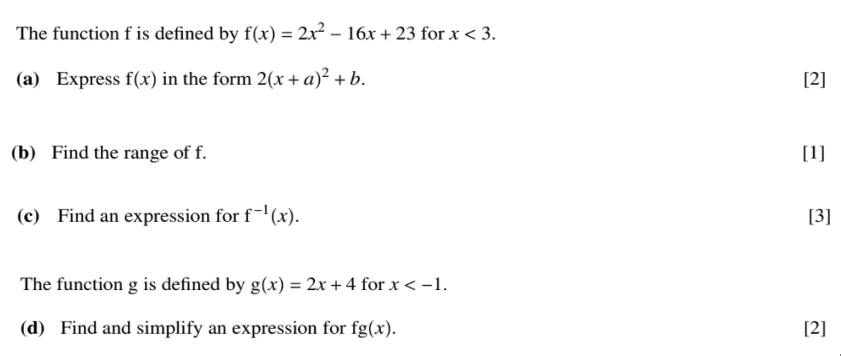 The function f is defined by f(x) = 2x² − 16x + 23 for x < 3.
(a) Express f(x) in the form 2(x + a)² + b. [2]
(b) Find the range of f. [1]
(c) Find an expression for f⁻¹(x). [3]
The function g is defined by g(x) = 2x + 4 for x < −1.
(d) Find and simplify an expression for fg(x). [2]